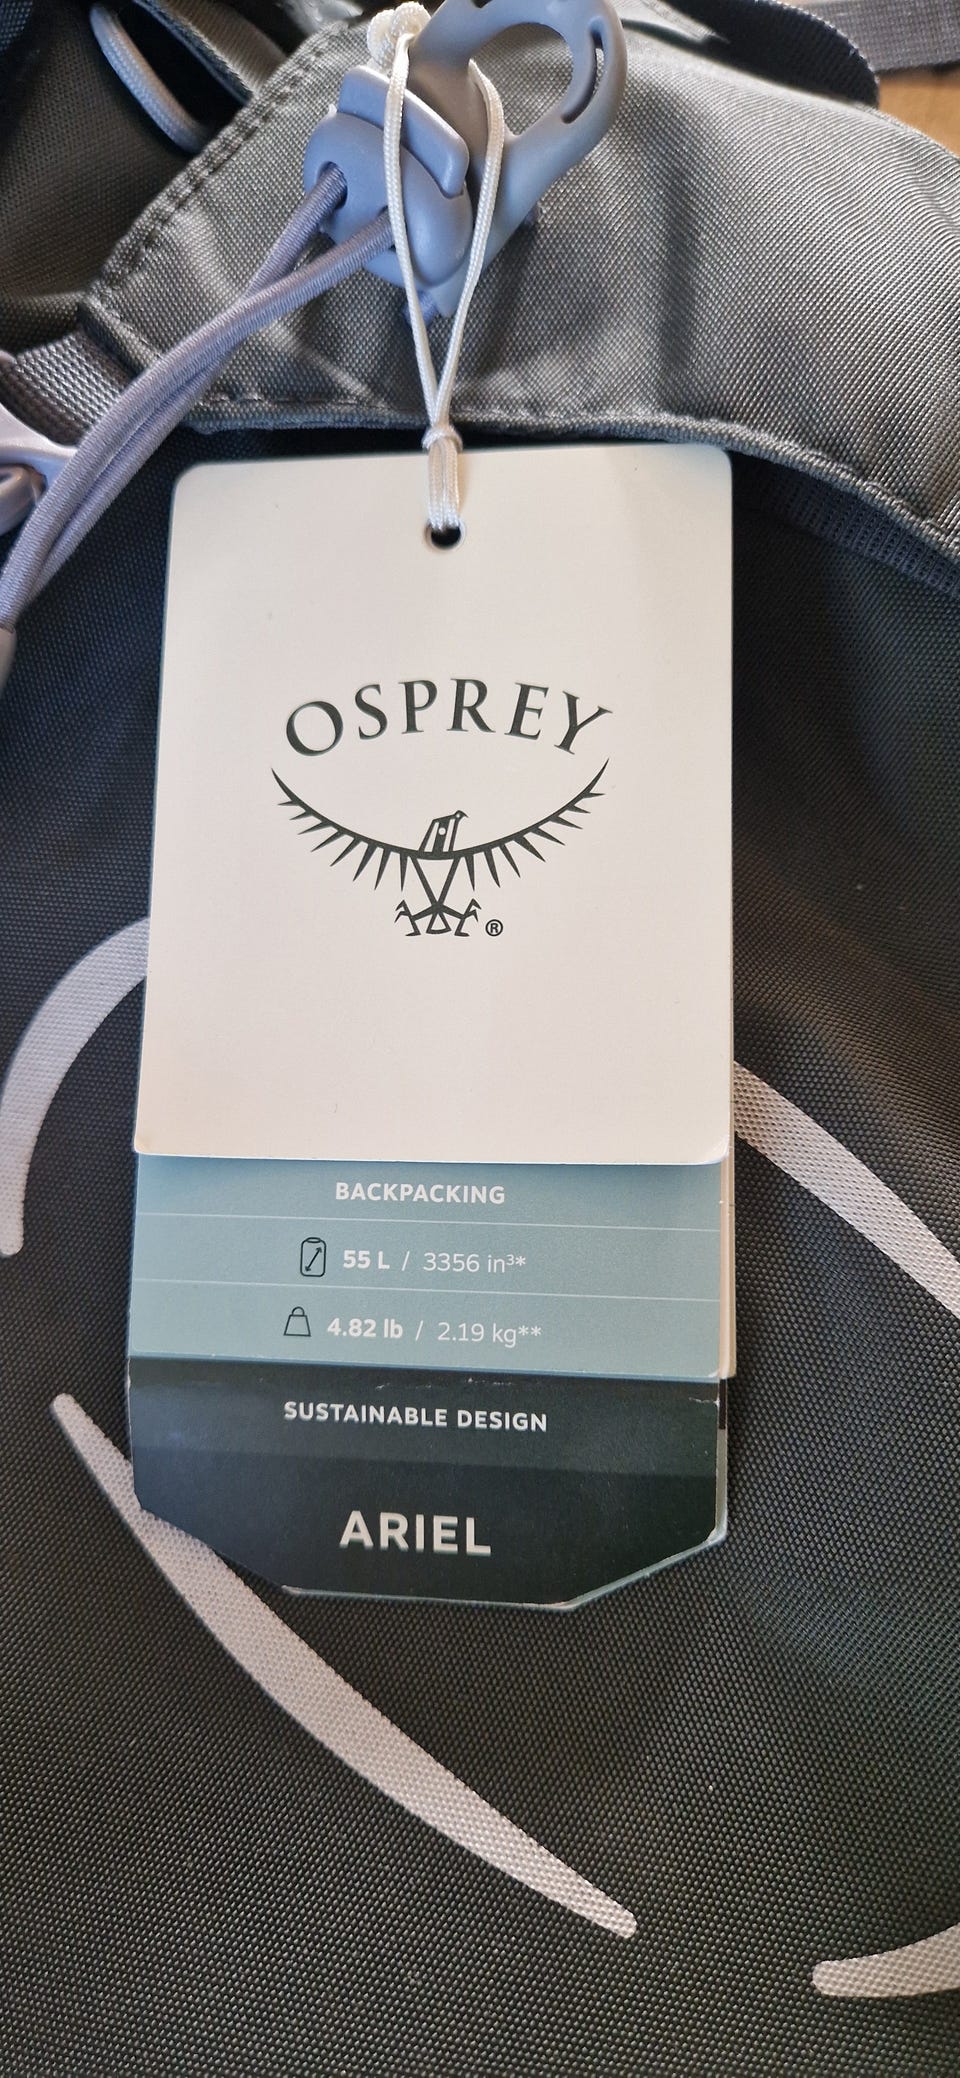 OSPREY
®
BACKPACKING
55 L / 3356 in³*
4.82 lb / 2.19 kg**
SUSTAINABLE DESIGN
ARIEL